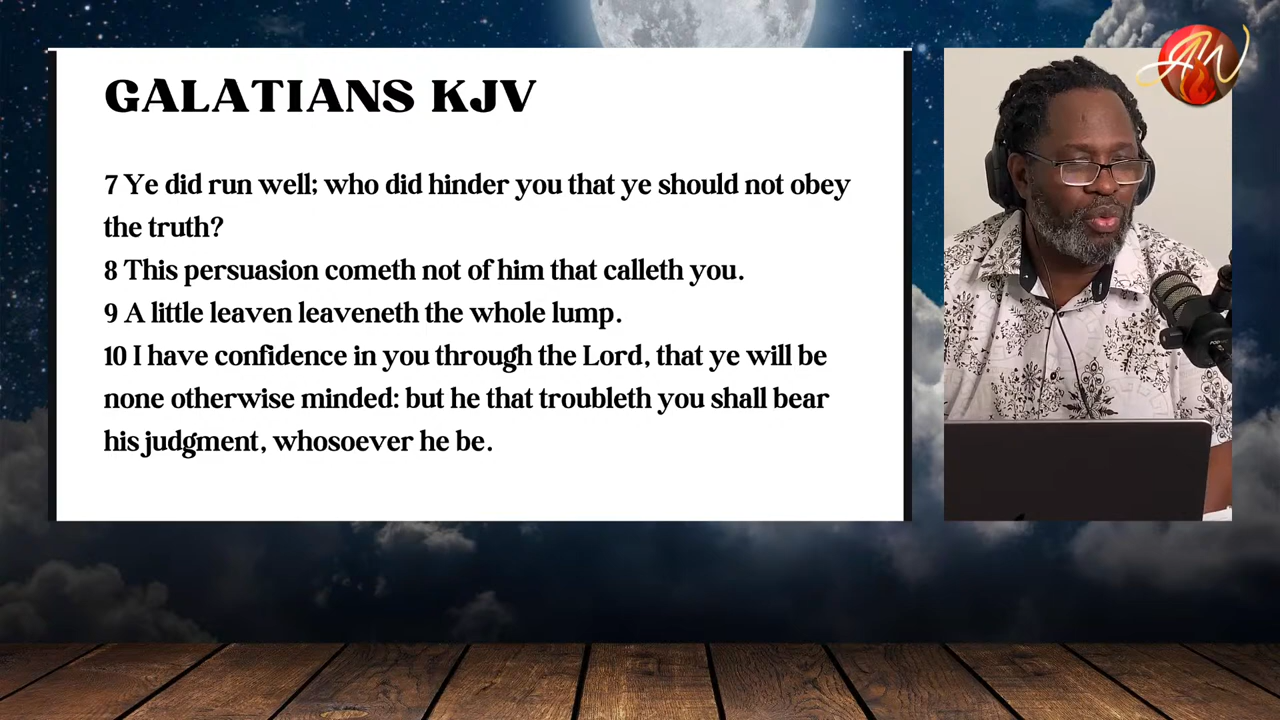 GALATIANS KJV
7 Ye did run well; who did hinder you that ye should not obey
the truth?
8 This persuasion cometh not of him that calleth you.
9 A little leaven leaveneth the whole lump.
10 I have confidence in you through the Lord, that ye will be
none otherwise minded: but he that troubleth you shall bear
his judgment, whosoever he be.
AW